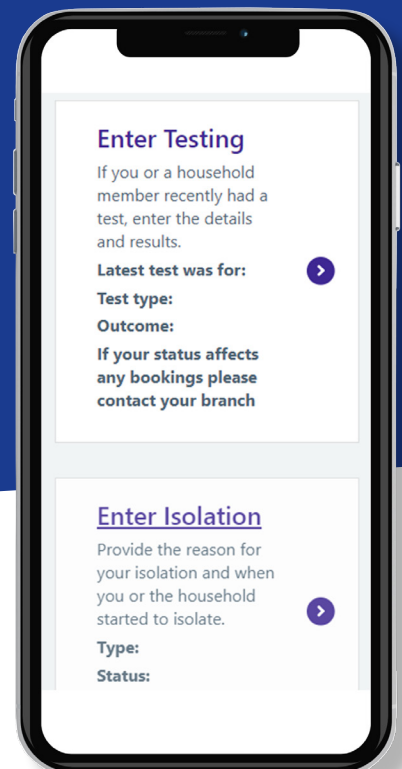 Enter Testing
If you or a household
member recently had a
test, enter the details
and results.
Latest test was for:
Test type:
Outcome:
If your status affects
any bookings please
contact your branch
Enter Isolation
Provide the reason for
your isolation and when
you or the household
started to isolate.
Type:
Status: